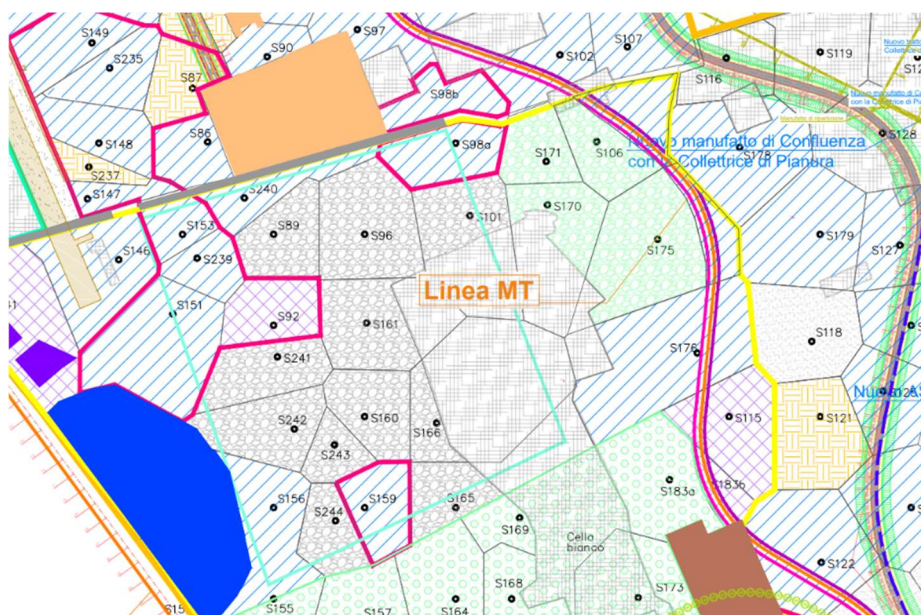 S149
S235
S90
S97
S102
S107
S119
S116
S87
S98b
S148
S86
S98a
S171
S106
Nuovo manufatto di Confluenza
con la Collettrice di Pianura
S178
S128
S237
S147
S240
S153
S89
S96
S101
S170
S175
S179
S127
S146
S239
Linea MT
S151
S92
S161
S118
S241
S176
S242
S160
S166
S115
S121
S243
S156
S159
S165
S183a
S183b
S244
S169
Cello
bianco
S122
S155
S157
S164
S168
S173